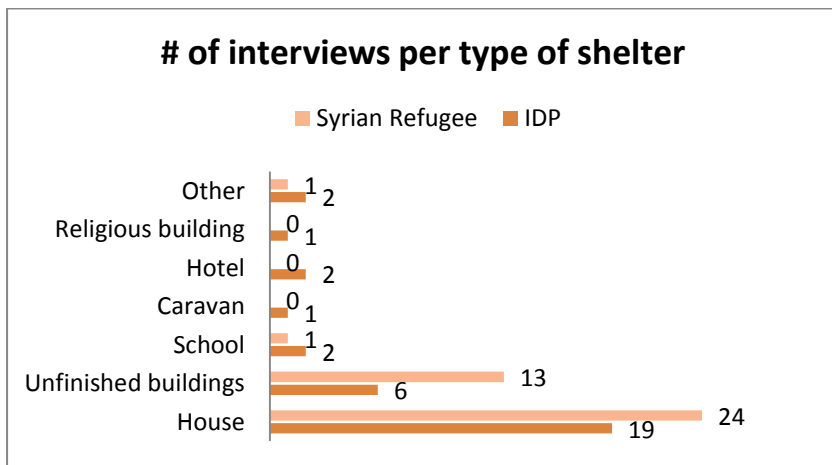 # of interviews per type of shelter
Syrian Refugee IDP
Other 1 2
Religious building 0 1
Hotel 0 2
Caravan 0 1
School 1 2
Unfinished buildings 13 6
House 24 19